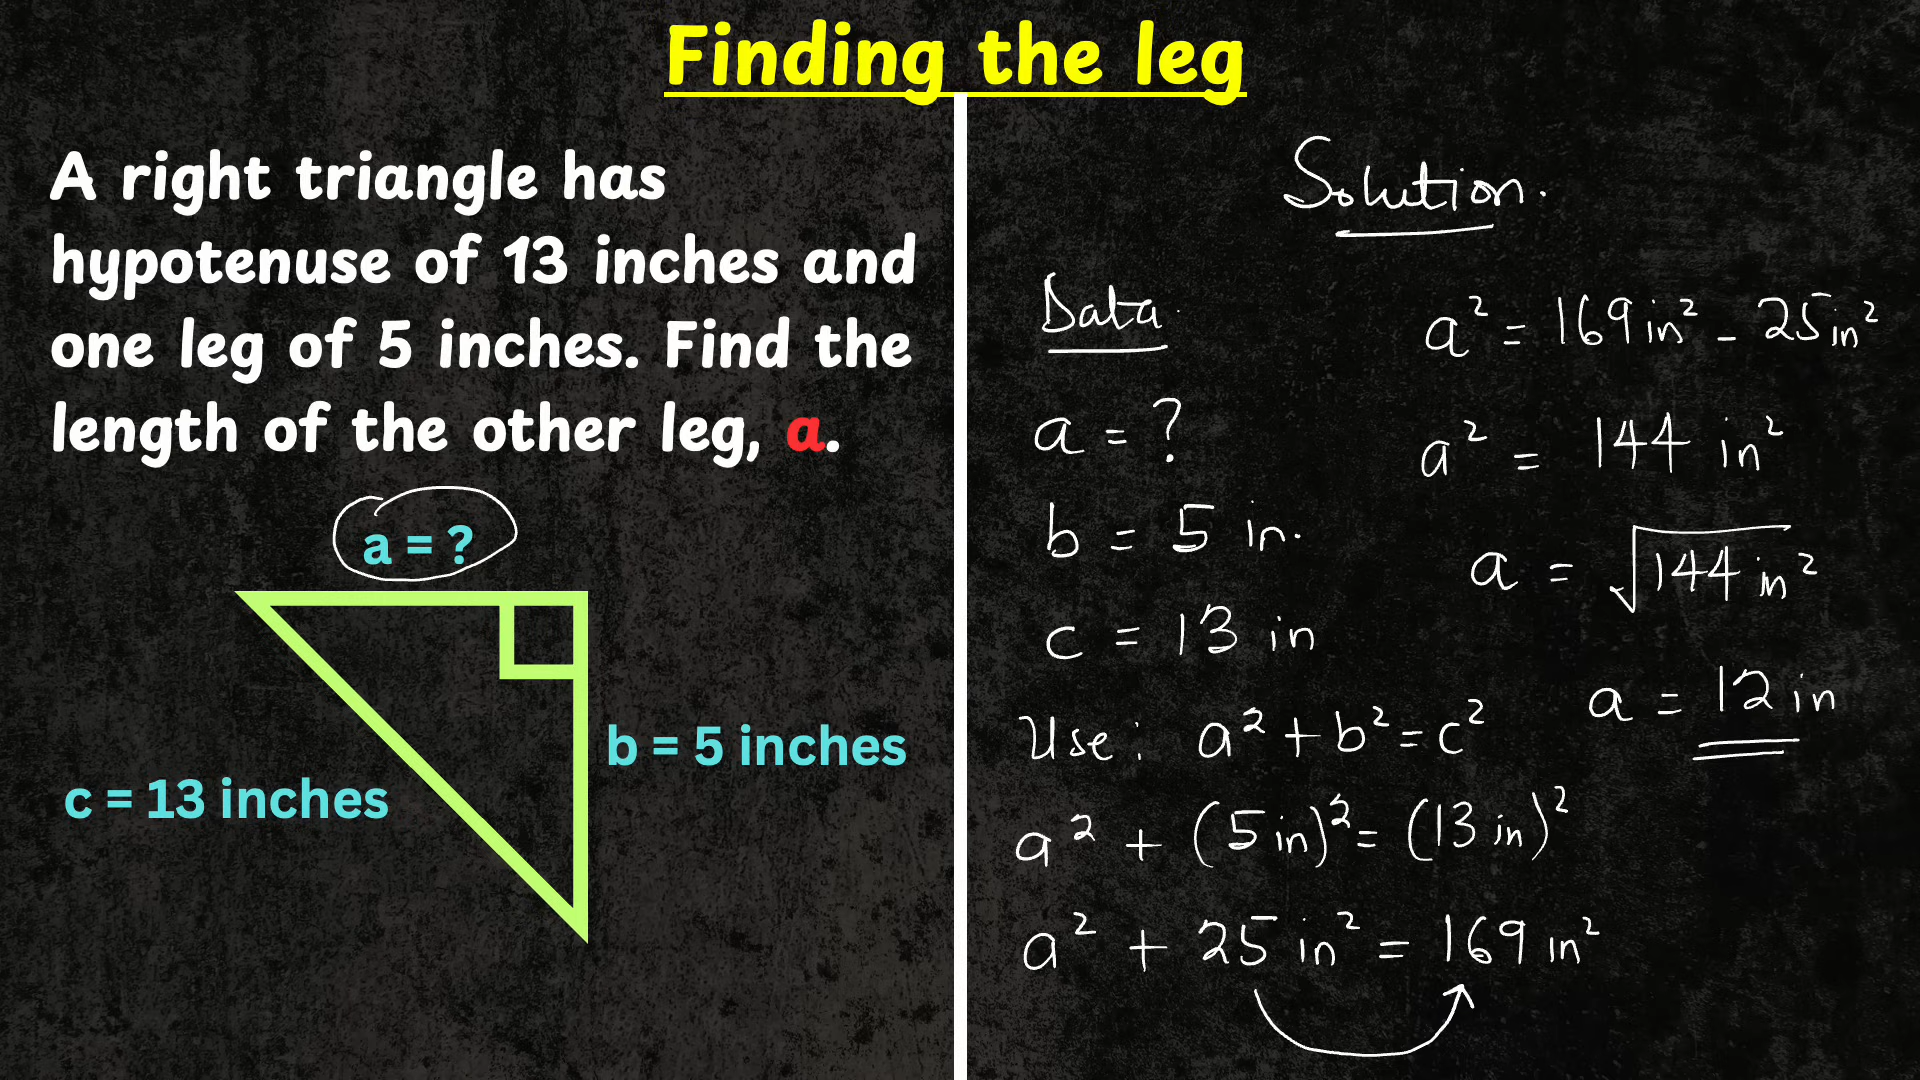 Finding the leg
A right triangle has
hypotenuse of 13 inches and
one leg of 5 inches. Find the
length of the other leg, a.
a = ?
b = 5 inches
c = 13 inches
Solution.
Data.
a = ?
b = 5 in.
c = 13 in
Use: a² + b² = c²
a² + (5 in)² = (13 in)²
a² + 25 in² = 169 in²
a² = 169 in² - 25 in²
a² = 144 in²
a = √144 in²
a = 12 in